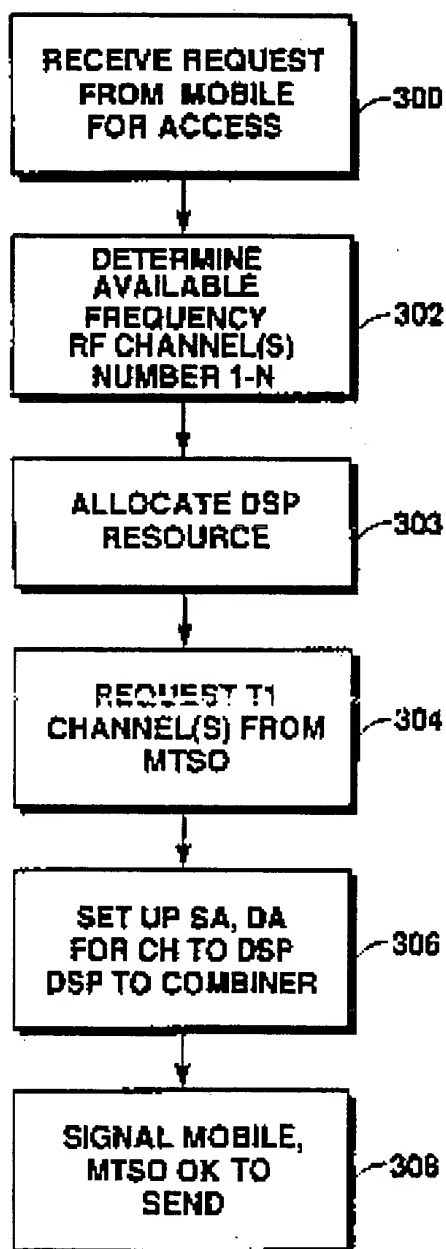 RECEIVE REQUEST
FROM MOBILE
FOR ACCESS
300
DETERMINE
AVAILABLE
FREQUENCY
RF CHANNEL(S)
NUMBER 1-N
302
ALLOCATE DSP
RESOURCE
303
REQUEST T1
CHANNEL(S) FROM
MTSO
304
SET UP SA, DA
FOR CH TO DSP
DSP TO COMBINER
306
SIGNAL MOBILE,
MTSO OK TO
SEND
308